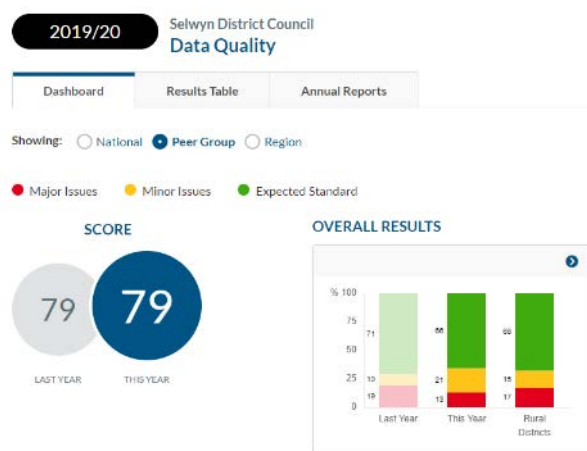 2019/20
Selwyn District Council
Data Quality
Dashboard
Results Table
Annual Reports
Showing: National Peer Group Region
Major Issues Minor Issues Expected Standard
SCORE
79
79
LAST YEAR
THIS YEAR
OVERALL RESULTS
% 100
75
50
25
0
71
10
19
66
21
13
68
15
17
Last Year
This Year
Rural
Districts